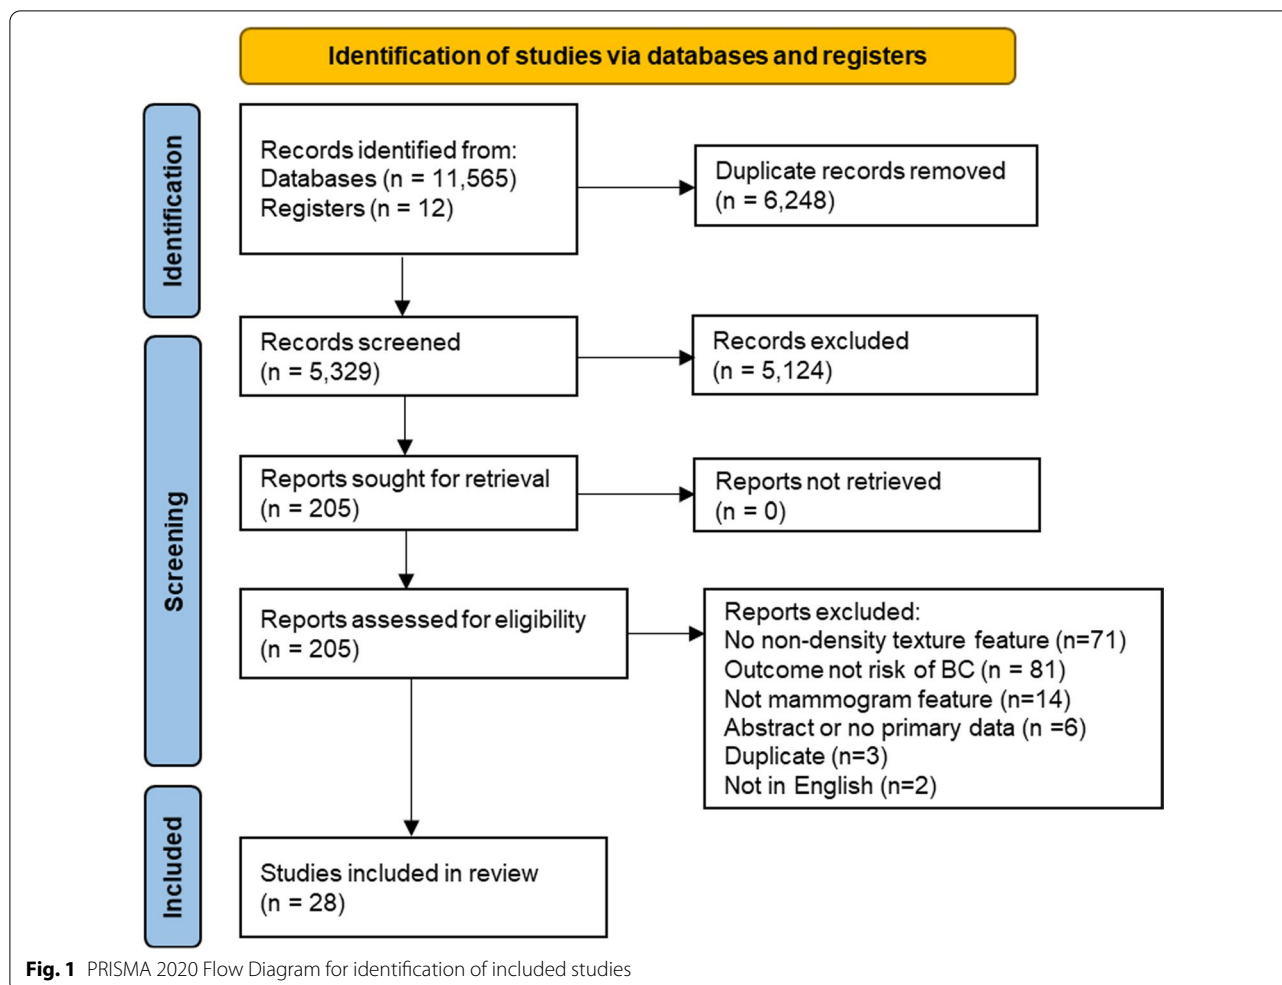 Identification of studies via databases and registers
Identification
Records identified from:
Databases (n = 11,565)
Registers (n = 12)
Duplicate records removed
(n = 6,248)
Screening
Records screened
(n = 5,329)
Records excluded
(n = 5,124)
Reports sought for retrieval
(n = 205)
Reports not retrieved
(n = 0)
Reports assessed for eligibility
(n = 205)
Reports excluded:
No non-density texture feature (n=71)
Outcome not risk of BC (n = 81)
Not mammogram feature (n=14)
Abstract or no primary data (n =6)
Duplicate (n=3)
Not in English (n=2)
Included
Studies included in review
(n = 28)
Fig. 1 PRISMA 2020 Flow Diagram for identification of included studies